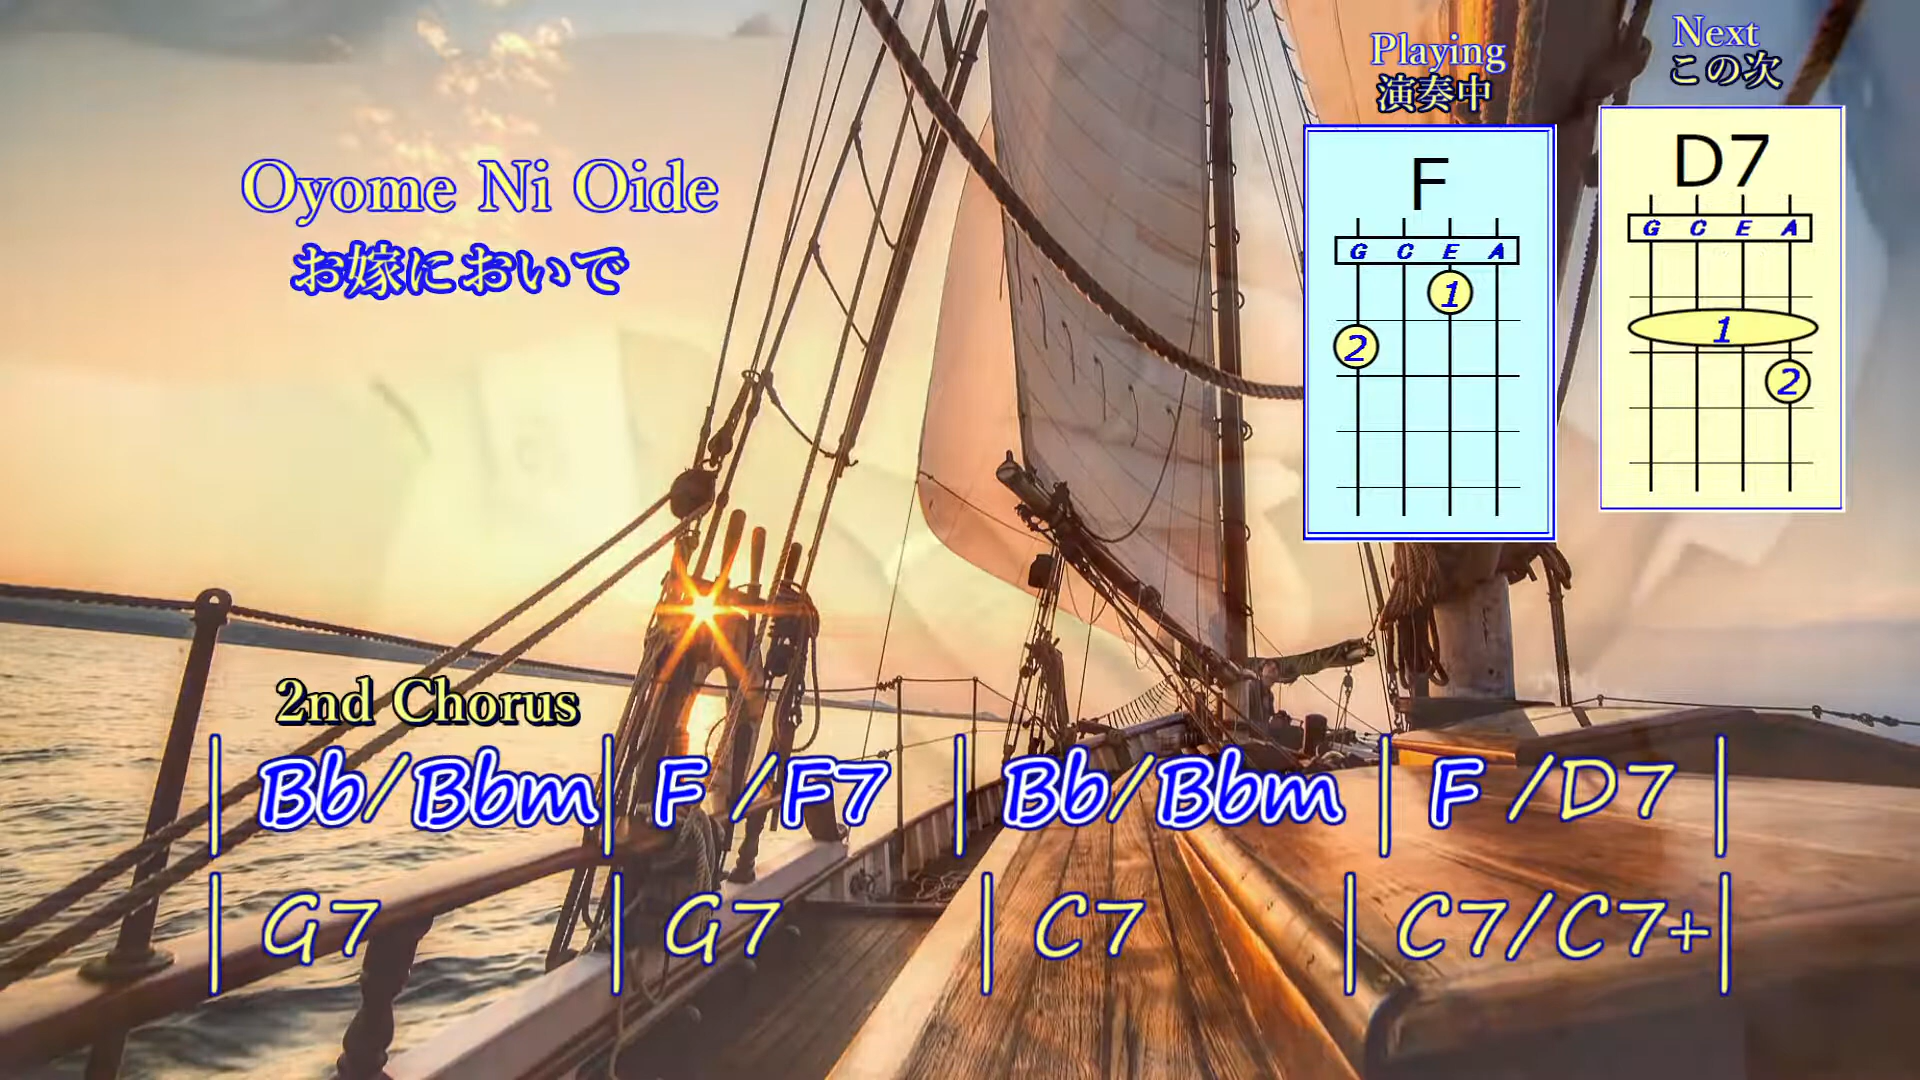 Oyome Ni Oide
お嫁においで
Playing
演奏中
F
G C E A
1
2
Next
この次
D7
G C E A
1
2
2nd Chorus
| Bb/Bbm | F /F7 | Bb/Bbm | F /D7 |
| G7 | G7 | C7 | C7/C7+ |